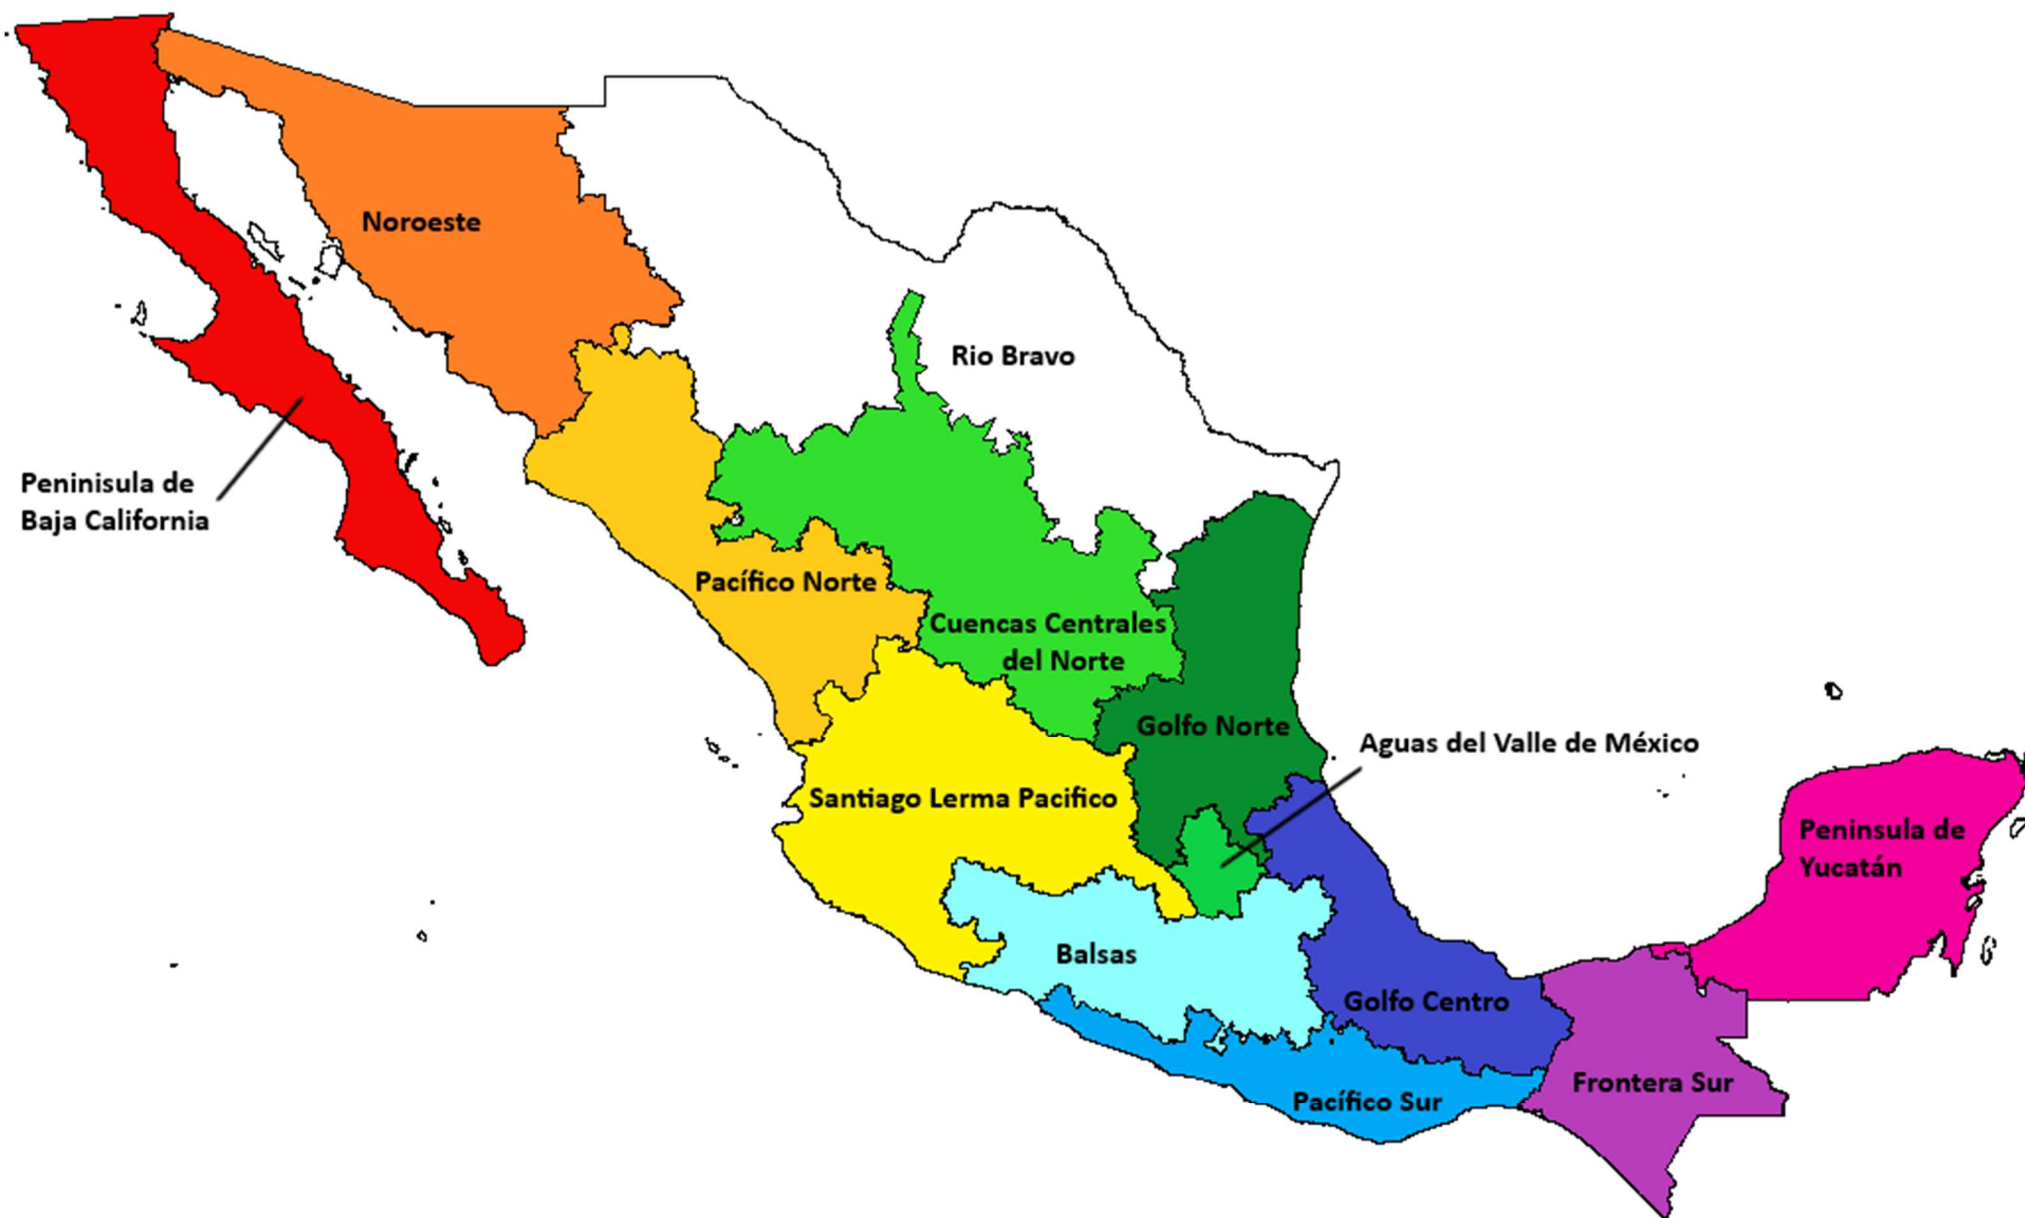 Noroeste
Rio Bravo
Peninisula de
Baja California
Pacífico Norte
Cuencas Centrales
del Norte
Golfo Norte
Aguas del Valle de México
Santiago Lerma Pacifico
Peninsula de
Yucatán
Balsas
Golfo Centro
Frontera Sur
Pacífico Sur